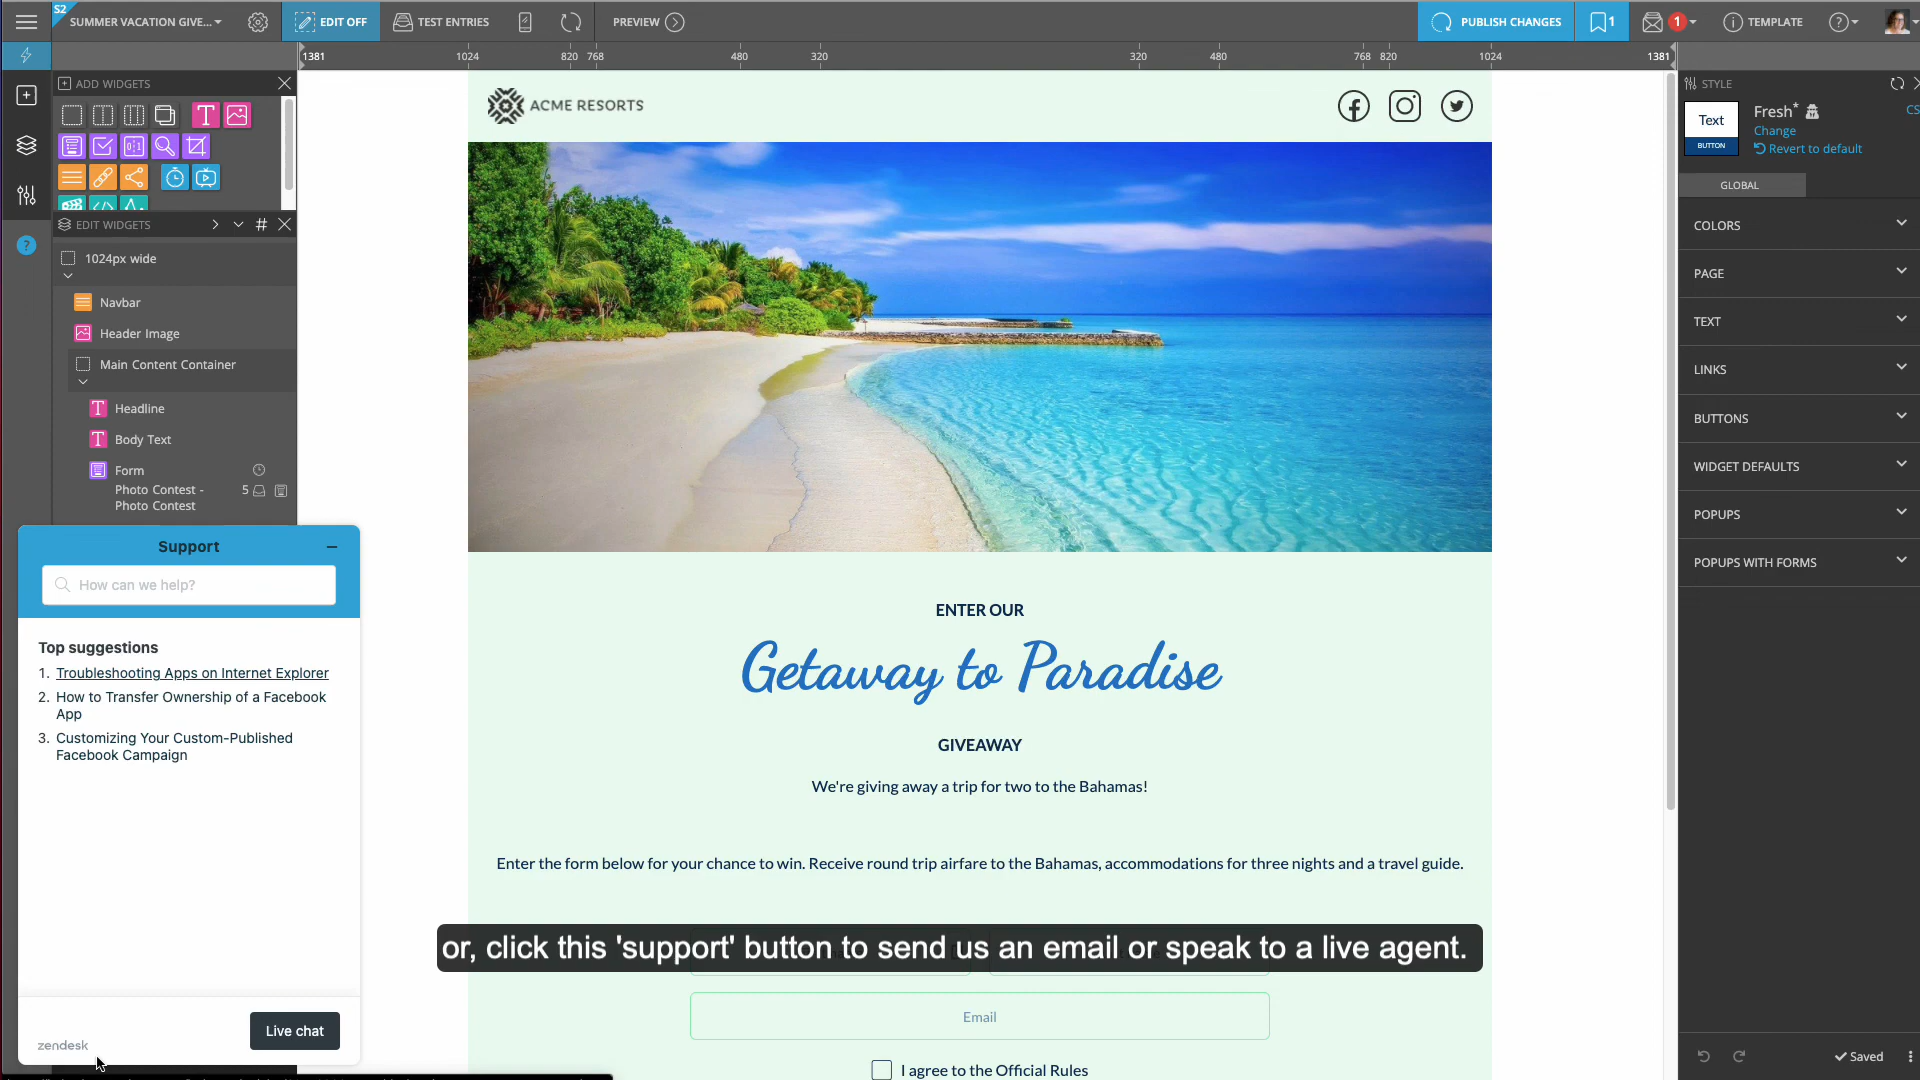 S2
SUMMER VACATION GIVE...
EDIT OFF
TEST ENTRIES
PREVIEW
PUBLISH CHANGES
1
1
TEMPLATE
?
1381
1024
820
768
480
320
320
480
768
820
1024
1381
ADD WIDGETS
EDIT WIDGETS
#
?
1024px wide
Navbar
Header Image
Main Content Container
Headline
Body Text
Form
Photo Contest -
Photo Contest
5
Support
How can we help?
Top suggestions
1. Troubleshooting Apps on Internet Explorer
2. How to Transfer Ownership of a Facebook
App
3. Customizing Your Custom-Published
Facebook Campaign
zendesk
Live chat
ACME RESORTS
ENTER OUR
Getaway to Paradise
GIVEAWAY
We're giving away a trip for two to the Bahamas!
Enter the form below for your chance to win. Receive round trip airfare to the Bahamas, accommodations for three nights and a travel guide.
or, click this 'support' button to send us an email or speak to a live agent.
Email
I agree to the Official Rules
STYLE
Text
BUTTON
Fresh*
CS
Change
Revert to default
GLOBAL
COLORS
PAGE
TEXT
LINKS
BUTTONS
WIDGET DEFAULTS
POPUPS
POPUPS WITH FORMS
Saved